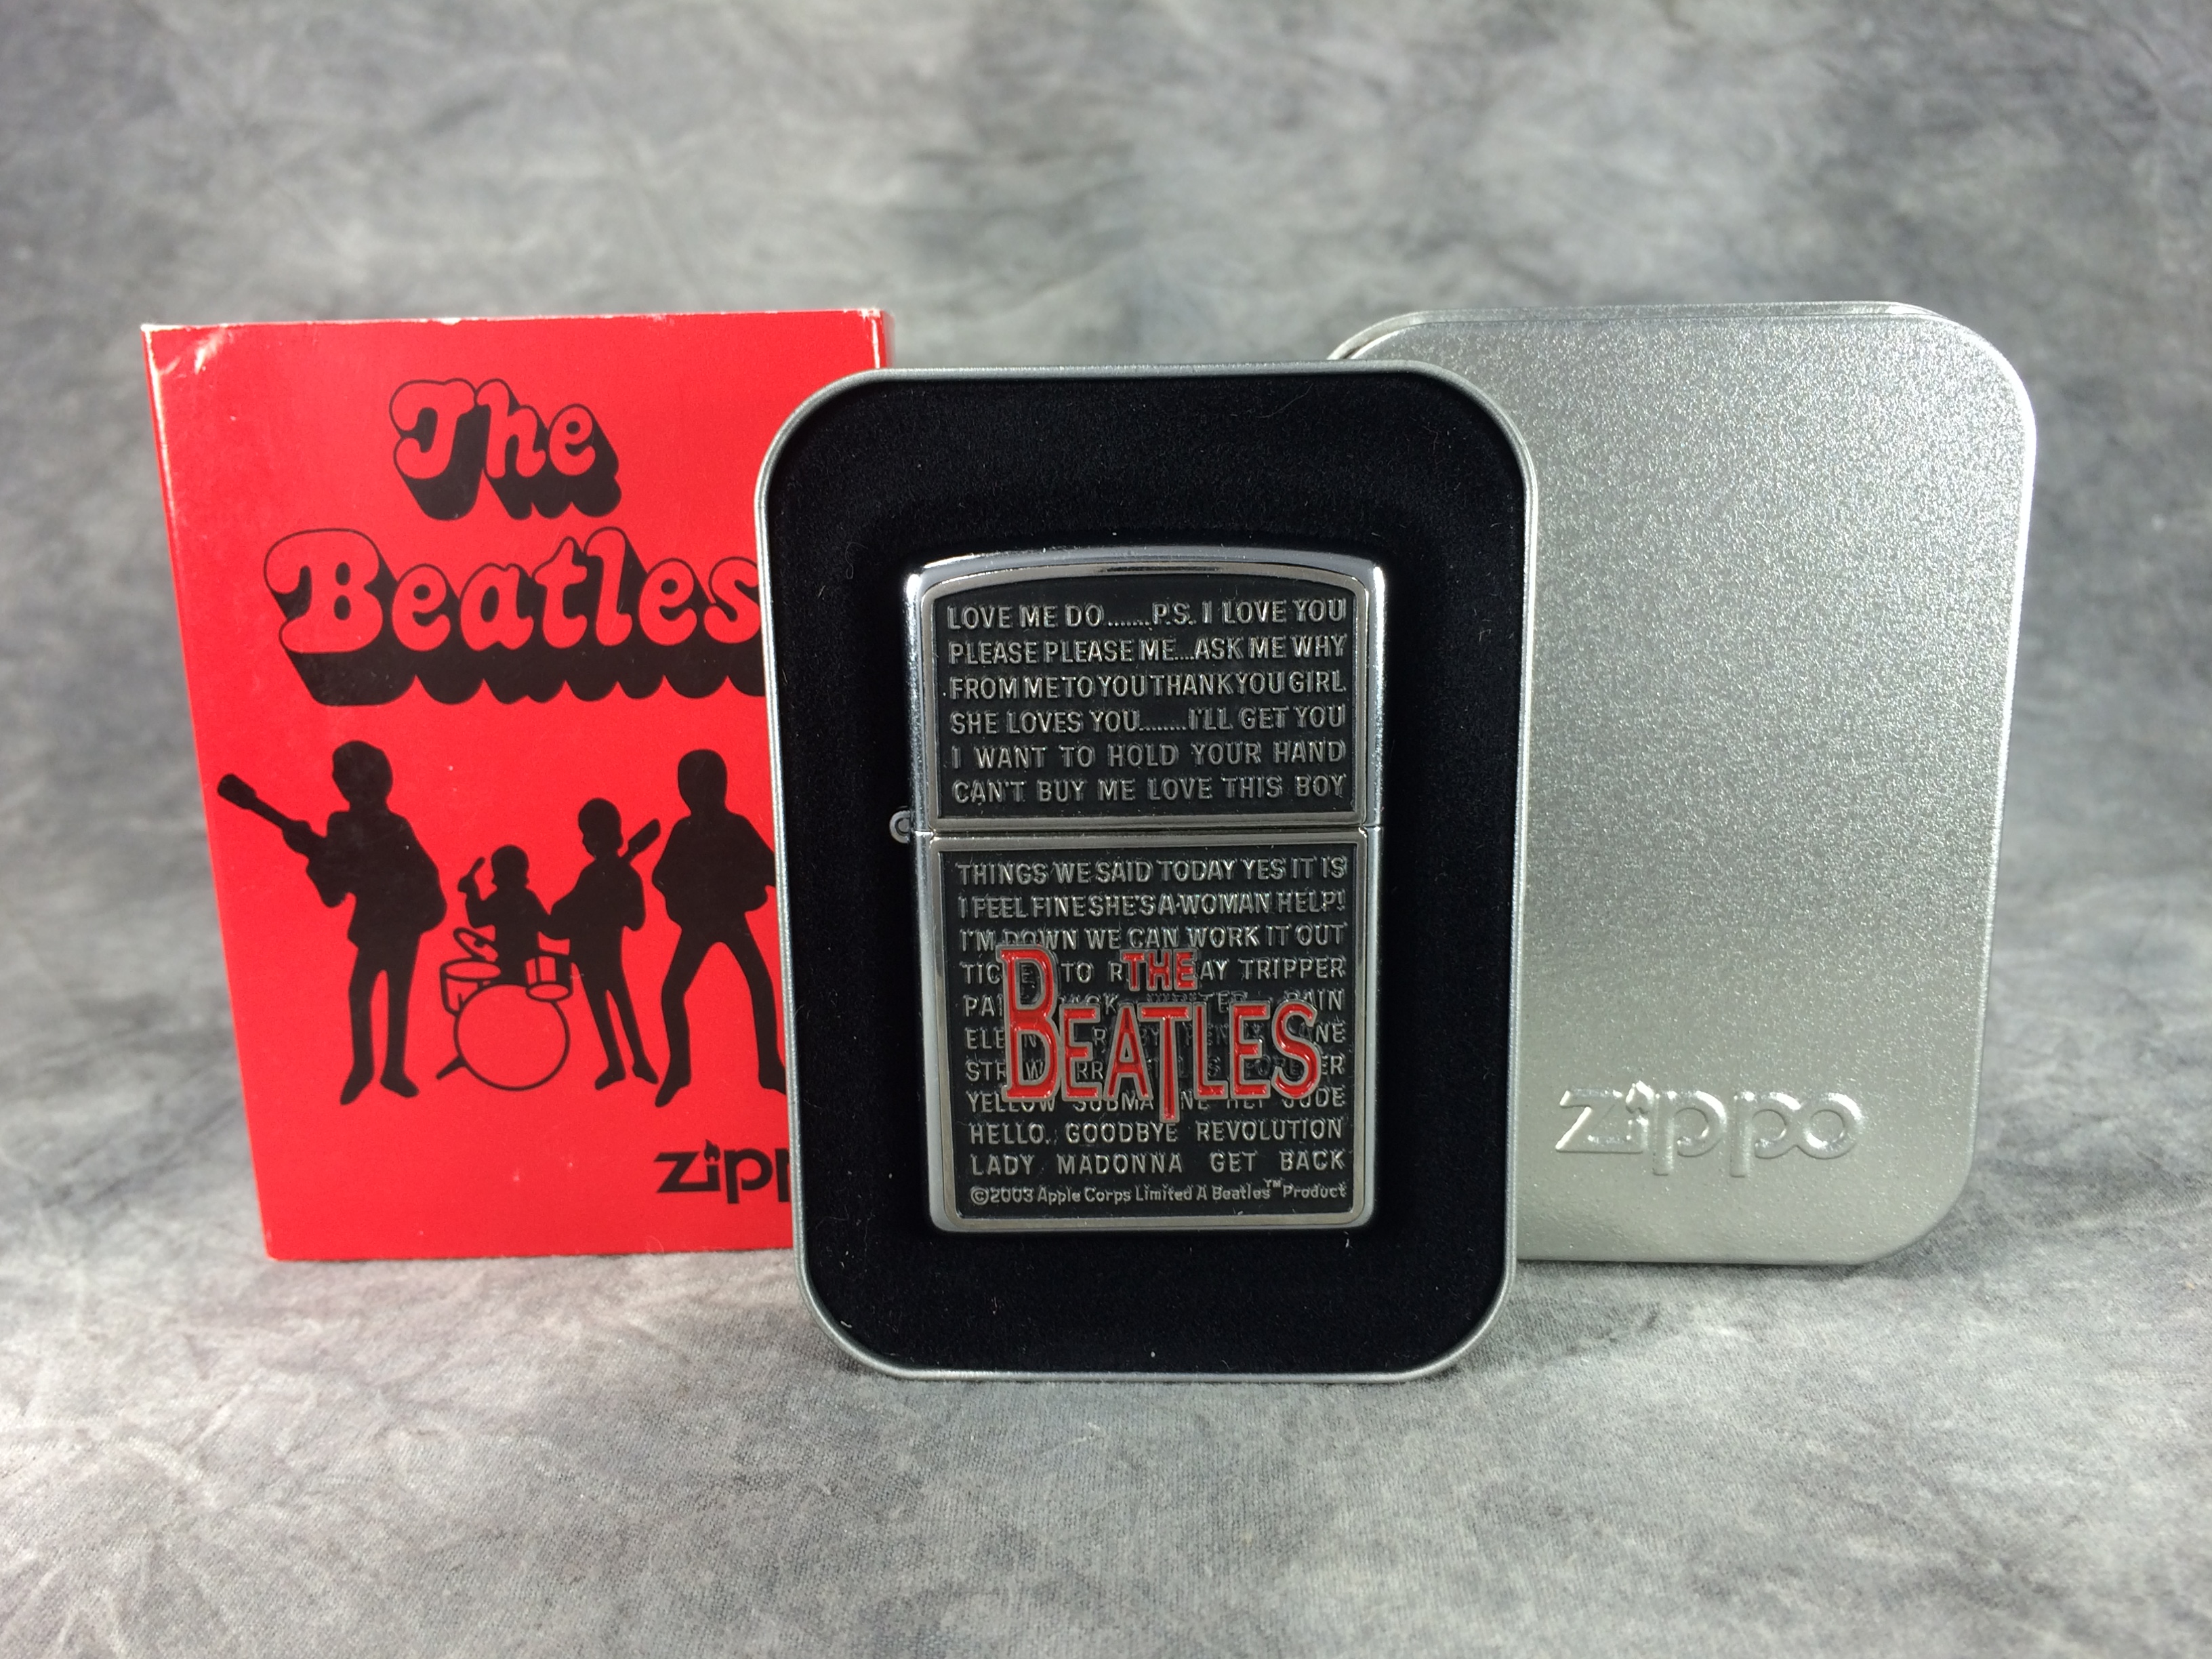 The
Beatles
zipp
LOVE ME DO.......P.S. I LOVE YOU
PLEASE PLEASE ME...ASK ME WHY
FROM ME TO YOU THANK YOU GIRL
SHE LOVES YOU........I'LL GET YOU
I WANT TO HOLD YOUR HAND
CAN'T BUY ME LOVE THIS BOY
THINGS WE SAID TODAY YES IT IS
I FEEL FINE SHE'S A WOMAN HELP!
I'M DOWN WE CAN WORK IT OUT
TO TRIPPER
THE
BEATLES
YELLOW JUDE
HELLO, GOODBYE REVOLUTION
LADY MADONNA GET BACK
©2003 Apple Corps Limited A Beatles™ Product
zippo